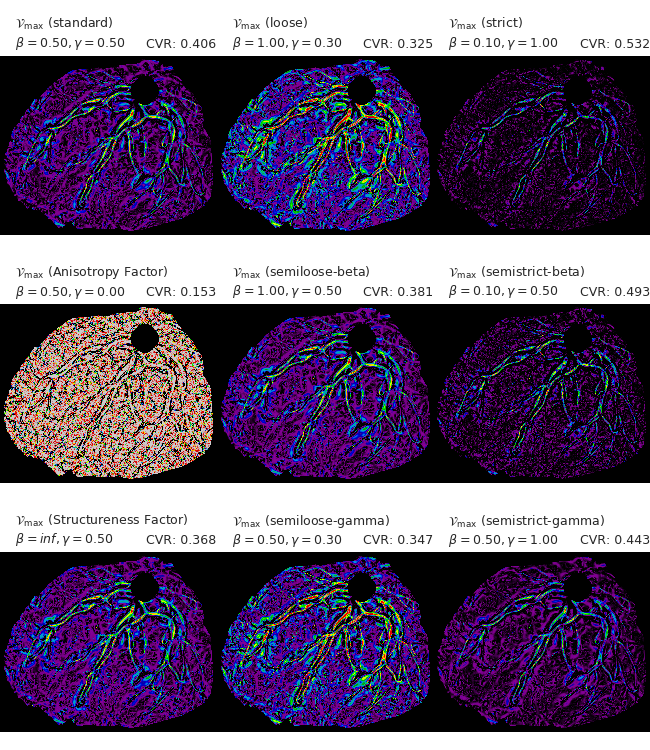 𝒱max (standard) 𝒱max (loose) 𝒱max (strict)
β = 0.50, γ = 0.50 CVR: 0.406 β = 1.00, γ = 0.30 CVR: 0.325 β = 0.10, γ = 1.00 CVR: 0.532
𝒱max (Anisotropy Factor) 𝒱max (semiloose-beta) 𝒱max (semistrict-beta)
β = 0.50, γ = 0.00 CVR: 0.153 β = 1.00, γ = 0.50 CVR: 0.381 β = 0.10, γ = 0.50 CVR: 0.493
𝒱max (Structureness Factor) 𝒱max (semiloose-gamma) 𝒱max (semistrict-gamma)
β = inf, γ = 0.50 CVR: 0.368 β = 0.50, γ = 0.30 CVR: 0.347 β = 0.50, γ = 1.00 CVR: 0.443